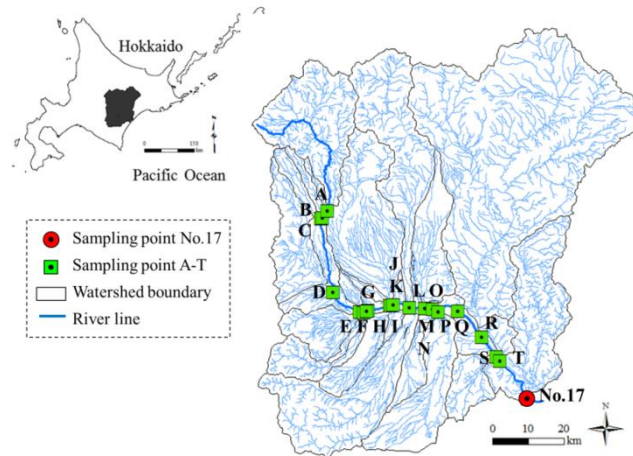 Hokkaido
0 150 km
Pacific Ocean
Sampling point No.17
Sampling point A-T
Watershed boundary
River line
A
B
C
D
E F G H I
J
K
L O
M P Q
N
R
S T
No.17
N
0 10 20
km